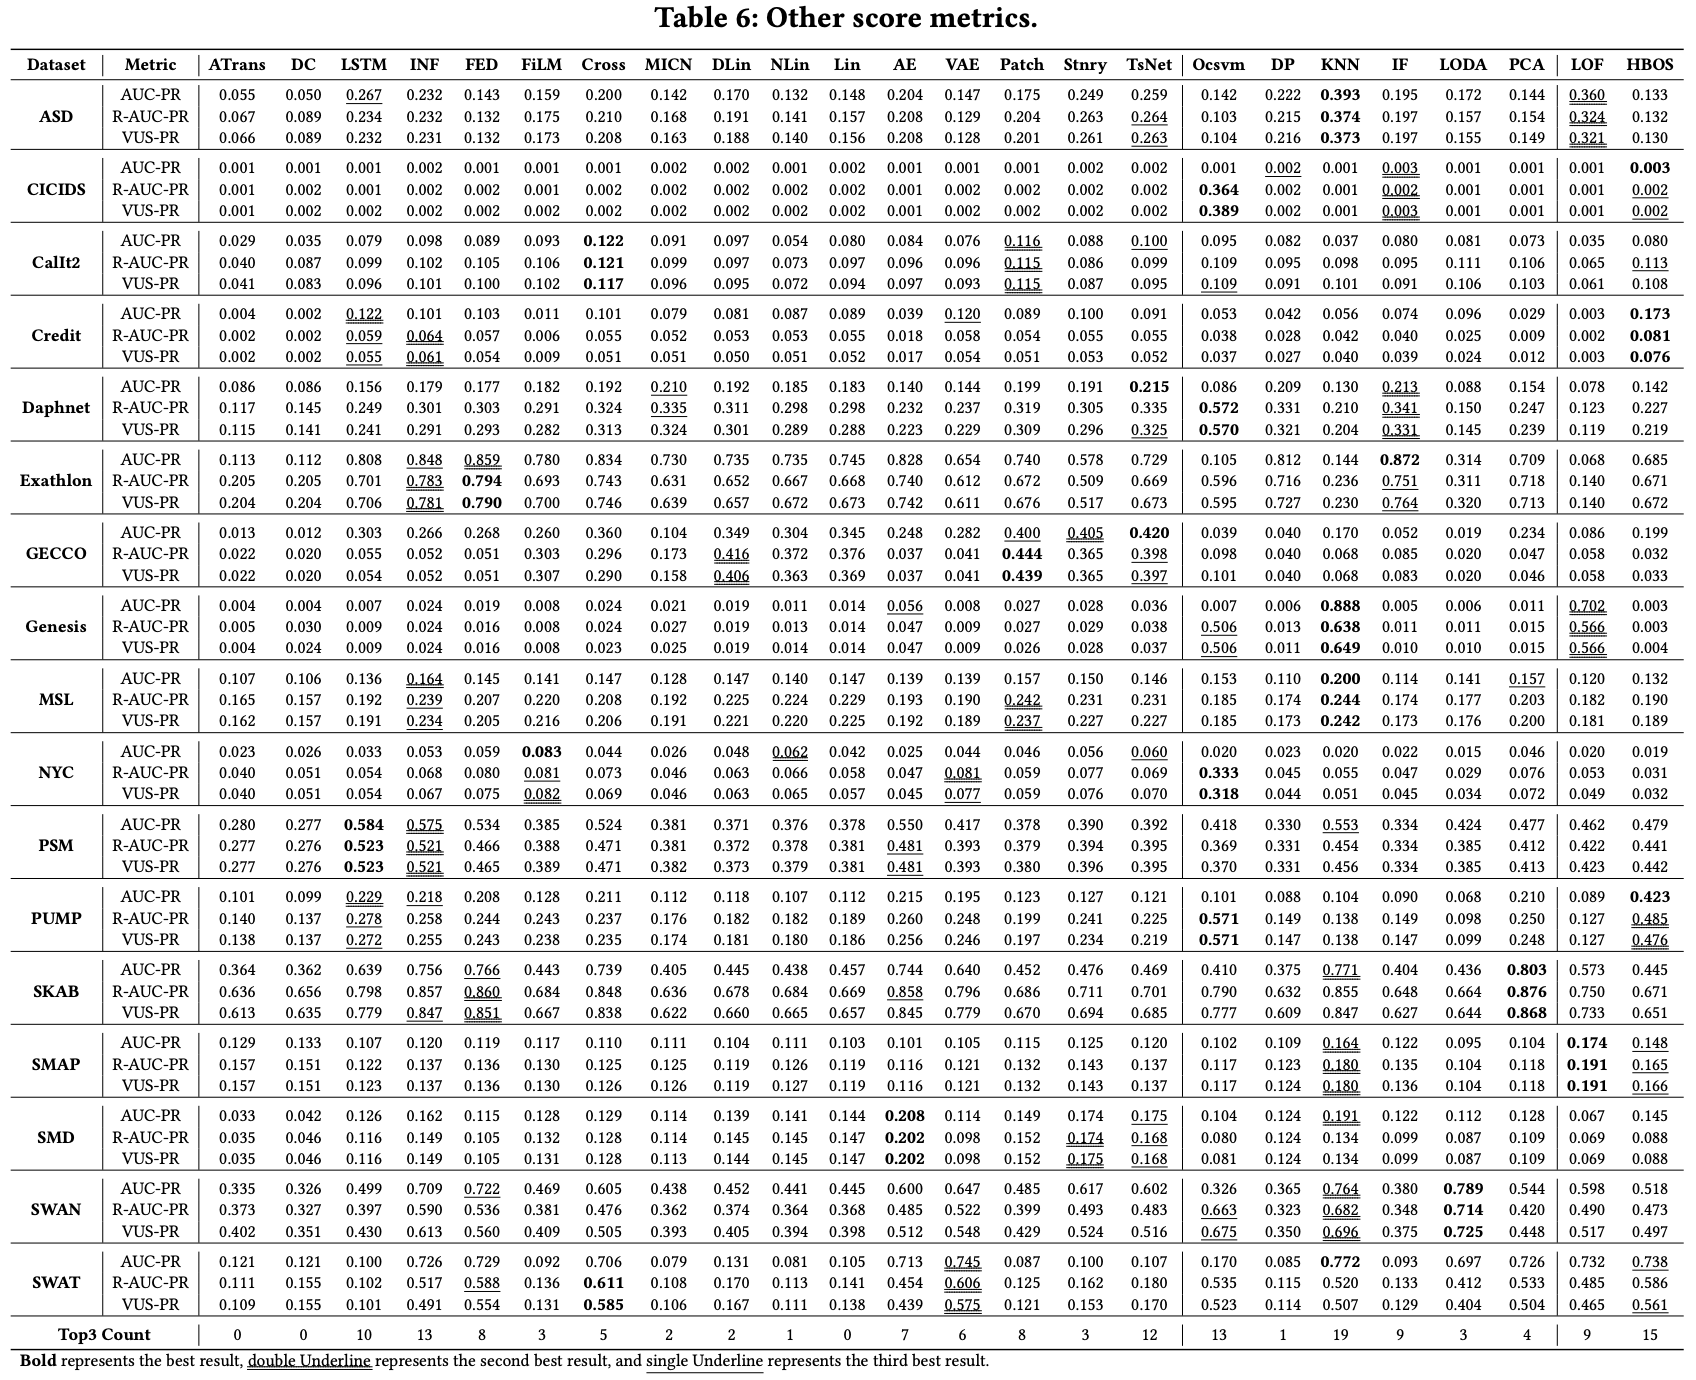 Table 6: Other score metrics.
Dataset Metric ATrans DC LSTM INF FED FiLM Cross MICN DLin NLin Lin AE VAE Patch Stnry TsNet Ocsvm DP KNN IF LODA PCA LOF HBOS
AUC-PR 0.055 0.050 0.267 0.232 0.143 0.159 0.200 0.142 0.170 0.132 0.148 0.204 0.147 0.175 0.249 0.259 0.142 0.222 0.393 0.195 0.172 0.144 0.360 0.133
ASD R-AUC-PR 0.067 0.089 0.234 0.232 0.132 0.175 0.210 0.168 0.191 0.141 0.157 0.208 0.129 0.204 0.263 0.264 0.103 0.215 0.374 0.197 0.157 0.154 0.324 0.132
VUS-PR 0.066 0.089 0.232 0.231 0.132 0.173 0.208 0.163 0.188 0.140 0.156 0.208 0.128 0.201 0.261 0.263 0.104 0.216 0.373 0.197 0.155 0.149 0.321 0.130
AUC-PR 0.001 0.001 0.001 0.002 0.001 0.001 0.001 0.002 0.002 0.001 0.002 0.001 0.001 0.001 0.002 0.002 0.001 0.002 0.001 0.003 0.001 0.001 0.001 0.003
CICIDS R-AUC-PR 0.001 0.002 0.001 0.002 0.002 0.001 0.002 0.002 0.002 0.002 0.002 0.001 0.002 0.002 0.002 0.002 0.364 0.002 0.001 0.002 0.001 0.001 0.001 0.002
VUS-PR 0.001 0.002 0.002 0.002 0.002 0.002 0.002 0.002 0.002 0.002 0.002 0.001 0.002 0.002 0.002 0.002 0.389 0.002 0.001 0.003 0.001 0.001 0.001 0.002
AUC-PR 0.029 0.035 0.079 0.098 0.089 0.093 0.122 0.091 0.097 0.054 0.080 0.084 0.076 0.116 0.088 0.100 0.095 0.082 0.037 0.080 0.081 0.073 0.035 0.080
CalIt2 R-AUC-PR 0.040 0.087 0.099 0.102 0.105 0.106 0.121 0.099 0.097 0.073 0.097 0.096 0.096 0.115 0.086 0.099 0.109 0.095 0.098 0.095 0.111 0.106 0.065 0.113
VUS-PR 0.041 0.083 0.096 0.101 0.100 0.102 0.117 0.096 0.095 0.072 0.094 0.097 0.093 0.115 0.087 0.095 0.109 0.091 0.101 0.091 0.106 0.103 0.061 0.108
AUC-PR 0.004 0.002 0.122 0.101 0.103 0.011 0.101 0.079 0.081 0.087 0.089 0.039 0.120 0.089 0.100 0.091 0.053 0.042 0.056 0.074 0.096 0.029 0.003 0.173
Credit R-AUC-PR 0.002 0.002 0.059 0.064 0.057 0.006 0.055 0.052 0.053 0.053 0.055 0.018 0.058 0.054 0.055 0.055 0.038 0.028 0.042 0.040 0.025 0.009 0.002 0.081
VUS-PR 0.002 0.002 0.055 0.061 0.054 0.009 0.051 0.051 0.050 0.051 0.052 0.017 0.054 0.051 0.053 0.052 0.037 0.027 0.040 0.039 0.024 0.012 0.003 0.076
AUC-PR 0.086 0.086 0.156 0.179 0.177 0.182 0.192 0.210 0.192 0.185 0.183 0.140 0.144 0.199 0.191 0.215 0.086 0.209 0.130 0.213 0.088 0.154 0.078 0.142
Daphnet R-AUC-PR 0.117 0.145 0.249 0.301 0.303 0.291 0.324 0.335 0.311 0.298 0.298 0.232 0.237 0.319 0.305 0.335 0.572 0.331 0.210 0.341 0.150 0.247 0.123 0.227
VUS-PR 0.115 0.141 0.241 0.291 0.293 0.282 0.313 0.324 0.301 0.289 0.288 0.223 0.229 0.309 0.296 0.325 0.570 0.321 0.204 0.331 0.145 0.239 0.119 0.219
AUC-PR 0.113 0.112 0.808 0.848 0.859 0.780 0.834 0.730 0.735 0.735 0.745 0.828 0.654 0.740 0.578 0.729 0.105 0.812 0.144 0.872 0.314 0.709 0.068 0.685
Exathlon R-AUC-PR 0.205 0.205 0.701 0.783 0.794 0.693 0.743 0.631 0.652 0.667 0.668 0.740 0.612 0.672 0.509 0.669 0.596 0.716 0.236 0.751 0.311 0.718 0.140 0.671
VUS-PR 0.204 0.204 0.706 0.781 0.790 0.700 0.746 0.639 0.657 0.672 0.673 0.742 0.611 0.676 0.517 0.673 0.595 0.727 0.230 0.764 0.320 0.713 0.140 0.672
AUC-PR 0.013 0.012 0.303 0.266 0.268 0.260 0.360 0.104 0.349 0.304 0.345 0.248 0.282 0.400 0.405 0.420 0.039 0.040 0.170 0.052 0.019 0.234 0.086 0.199
GECCO R-AUC-PR 0.022 0.020 0.055 0.052 0.051 0.303 0.296 0.173 0.416 0.372 0.376 0.037 0.041 0.444 0.365 0.398 0.098 0.040 0.068 0.085 0.020 0.047 0.058 0.032
VUS-PR 0.022 0.020 0.054 0.052 0.051 0.307 0.290 0.158 0.406 0.363 0.369 0.037 0.041 0.439 0.365 0.397 0.101 0.040 0.068 0.083 0.020 0.046 0.058 0.033
AUC-PR 0.004 0.004 0.007 0.024 0.019 0.008 0.024 0.021 0.019 0.011 0.014 0.056 0.008 0.027 0.028 0.036 0.007 0.006 0.888 0.005 0.006 0.011 0.702 0.003
Genesis R-AUC-PR 0.005 0.030 0.009 0.024 0.016 0.008 0.024 0.027 0.019 0.013 0.014 0.047 0.009 0.027 0.029 0.038 0.506 0.013 0.638 0.011 0.011 0.015 0.566 0.003
VUS-PR 0.004 0.024 0.009 0.024 0.016 0.008 0.023 0.025 0.019 0.014 0.014 0.047 0.009 0.026 0.028 0.037 0.506 0.011 0.649 0.010 0.010 0.015 0.566 0.004
AUC-PR 0.107 0.106 0.136 0.164 0.145 0.141 0.147 0.128 0.147 0.140 0.147 0.139 0.139 0.157 0.150 0.146 0.153 0.110 0.200 0.114 0.141 0.157 0.120 0.132
MSL R-AUC-PR 0.165 0.157 0.192 0.239 0.207 0.220 0.208 0.192 0.225 0.224 0.229 0.193 0.190 0.242 0.231 0.231 0.185 0.174 0.244 0.174 0.177 0.203 0.182 0.190
VUS-PR 0.162 0.157 0.191 0.234 0.205 0.216 0.206 0.191 0.221 0.220 0.225 0.192 0.189 0.237 0.227 0.227 0.185 0.173 0.242 0.173 0.176 0.200 0.181 0.189
AUC-PR 0.023 0.026 0.033 0.053 0.059 0.083 0.044 0.026 0.048 0.062 0.042 0.025 0.044 0.046 0.056 0.060 0.020 0.023 0.020 0.022 0.015 0.046 0.020 0.019
NYC R-AUC-PR 0.040 0.051 0.054 0.068 0.080 0.081 0.073 0.046 0.063 0.066 0.058 0.047 0.081 0.059 0.077 0.069 0.333 0.045 0.055 0.047 0.029 0.076 0.053 0.031
VUS-PR 0.040 0.051 0.054 0.067 0.075 0.082 0.069 0.046 0.063 0.065 0.057 0.045 0.077 0.059 0.076 0.070 0.318 0.044 0.051 0.045 0.034 0.072 0.049 0.032
AUC-PR 0.280 0.277 0.584 0.575 0.534 0.385 0.524 0.381 0.371 0.376 0.378 0.550 0.417 0.378 0.390 0.392 0.418 0.330 0.553 0.334 0.424 0.477 0.462 0.479
PSM R-AUC-PR 0.277 0.276 0.523 0.521 0.466 0.388 0.471 0.381 0.372 0.378 0.381 0.481 0.393 0.379 0.394 0.395 0.369 0.331 0.454 0.334 0.385 0.412 0.422 0.441
VUS-PR 0.277 0.276 0.523 0.521 0.465 0.389 0.471 0.382 0.373 0.379 0.381 0.481 0.393 0.380 0.396 0.395 0.370 0.331 0.456 0.334 0.385 0.413 0.423 0.442
AUC-PR 0.101 0.099 0.229 0.218 0.208 0.128 0.211 0.112 0.118 0.107 0.112 0.215 0.195 0.123 0.127 0.121 0.101 0.088 0.104 0.090 0.068 0.210 0.089 0.423
PUMP R-AUC-PR 0.140 0.137 0.278 0.258 0.244 0.243 0.237 0.176 0.182 0.182 0.189 0.260 0.248 0.199 0.241 0.225 0.571 0.149 0.138 0.149 0.098 0.250 0.127 0.485
VUS-PR 0.138 0.137 0.272 0.255 0.243 0.238 0.235 0.174 0.181 0.180 0.186 0.256 0.246 0.197 0.234 0.219 0.571 0.147 0.138 0.147 0.099 0.248 0.127 0.476
AUC-PR 0.364 0.362 0.639 0.756 0.766 0.443 0.739 0.405 0.445 0.438 0.457 0.744 0.640 0.452 0.476 0.469 0.410 0.375 0.771 0.404 0.436 0.803 0.573 0.445
SKAB R-AUC-PR 0.636 0.656 0.798 0.857 0.860 0.684 0.848 0.636 0.678 0.684 0.669 0.858 0.796 0.686 0.711 0.701 0.790 0.632 0.855 0.648 0.664 0.876 0.750 0.671
VUS-PR 0.613 0.635 0.779 0.847 0.851 0.667 0.838 0.622 0.660 0.665 0.657 0.845 0.779 0.670 0.694 0.685 0.777 0.609 0.847 0.627 0.644 0.868 0.733 0.651
AUC-PR 0.129 0.133 0.107 0.120 0.119 0.117 0.110 0.111 0.104 0.111 0.103 0.101 0.105 0.115 0.125 0.120 0.102 0.109 0.164 0.122 0.095 0.104 0.174 0.148
SMAP R-AUC-PR 0.157 0.151 0.122 0.137 0.136 0.130 0.125 0.125 0.119 0.126 0.119 0.116 0.121 0.132 0.143 0.137 0.117 0.123 0.180 0.135 0.104 0.118 0.191 0.165
VUS-PR 0.157 0.151 0.123 0.137 0.136 0.130 0.126 0.126 0.119 0.127 0.119 0.116 0.121 0.132 0.143 0.137 0.117 0.124 0.180 0.136 0.104 0.118 0.191 0.166
AUC-PR 0.033 0.042 0.126 0.162 0.115 0.128 0.129 0.114 0.139 0.141 0.144 0.208 0.114 0.149 0.174 0.175 0.104 0.124 0.191 0.122 0.112 0.128 0.067 0.145
SMD R-AUC-PR 0.035 0.046 0.116 0.149 0.105 0.132 0.128 0.114 0.145 0.145 0.147 0.202 0.098 0.152 0.174 0.168 0.080 0.124 0.134 0.099 0.087 0.109 0.069 0.088
VUS-PR 0.035 0.046 0.116 0.149 0.105 0.131 0.128 0.113 0.144 0.145 0.147 0.202 0.098 0.152 0.175 0.168 0.081 0.124 0.134 0.099 0.087 0.109 0.069 0.088
AUC-PR 0.335 0.326 0.499 0.709 0.722 0.469 0.605 0.438 0.452 0.441 0.445 0.600 0.647 0.485 0.617 0.602 0.326 0.365 0.764 0.380 0.789 0.544 0.598 0.518
SWAN R-AUC-PR 0.373 0.327 0.397 0.590 0.536 0.381 0.476 0.362 0.374 0.364 0.368 0.485 0.522 0.399 0.493 0.483 0.663 0.323 0.682 0.348 0.714 0.420 0.490 0.473
VUS-PR 0.402 0.351 0.430 0.613 0.560 0.409 0.505 0.393 0.405 0.394 0.398 0.512 0.548 0.429 0.524 0.516 0.675 0.350 0.696 0.375 0.725 0.448 0.517 0.497
AUC-PR 0.121 0.121 0.100 0.726 0.729 0.092 0.706 0.079 0.131 0.081 0.105 0.713 0.745 0.087 0.100 0.107 0.170 0.085 0.772 0.093 0.697 0.726 0.732 0.738
SWAT R-AUC-PR 0.111 0.155 0.102 0.517 0.588 0.136 0.611 0.108 0.170 0.113 0.141 0.454 0.606 0.125 0.162 0.180 0.535 0.115 0.520 0.133 0.412 0.533 0.485 0.586
VUS-PR 0.109 0.155 0.101 0.491 0.554 0.131 0.585 0.106 0.167 0.111 0.138 0.439 0.575 0.121 0.153 0.170 0.523 0.114 0.507 0.129 0.404 0.504 0.465 0.561
Top3 Count 0 0 10 13 8 3 5 2 2 1 0 7 6 8 3 12 13 1 19 9 3 4 9 15
Bold represents the best result, double Underline represents the second best result, and single Underline represents the third best result.